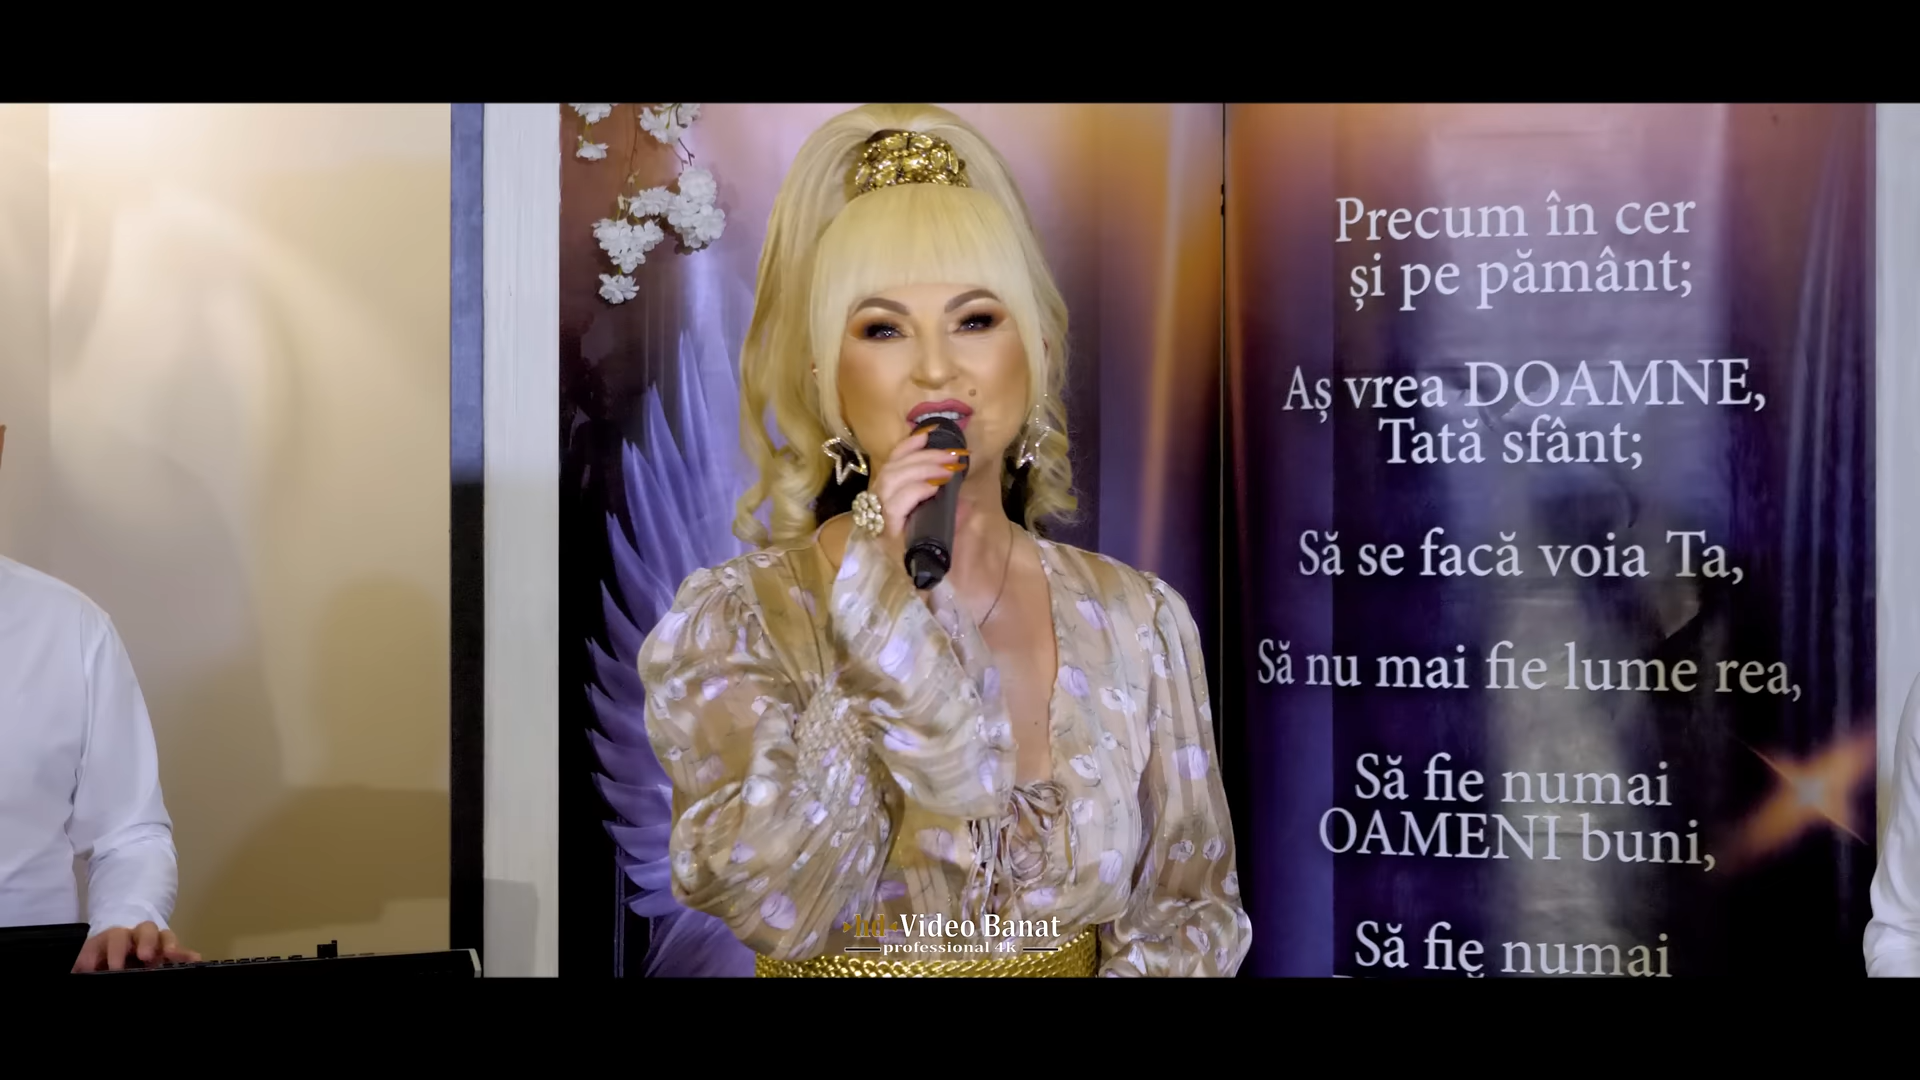 Precum în cer
și pe pământ;
Aș vrea DOAMNE,
Tată sfânt;
Să se facă voia Ta,
Să nu mai fie lume rea,
Să fie numai
OAMENI buni,
Să fie numai
hd Video Banat
professional 4k